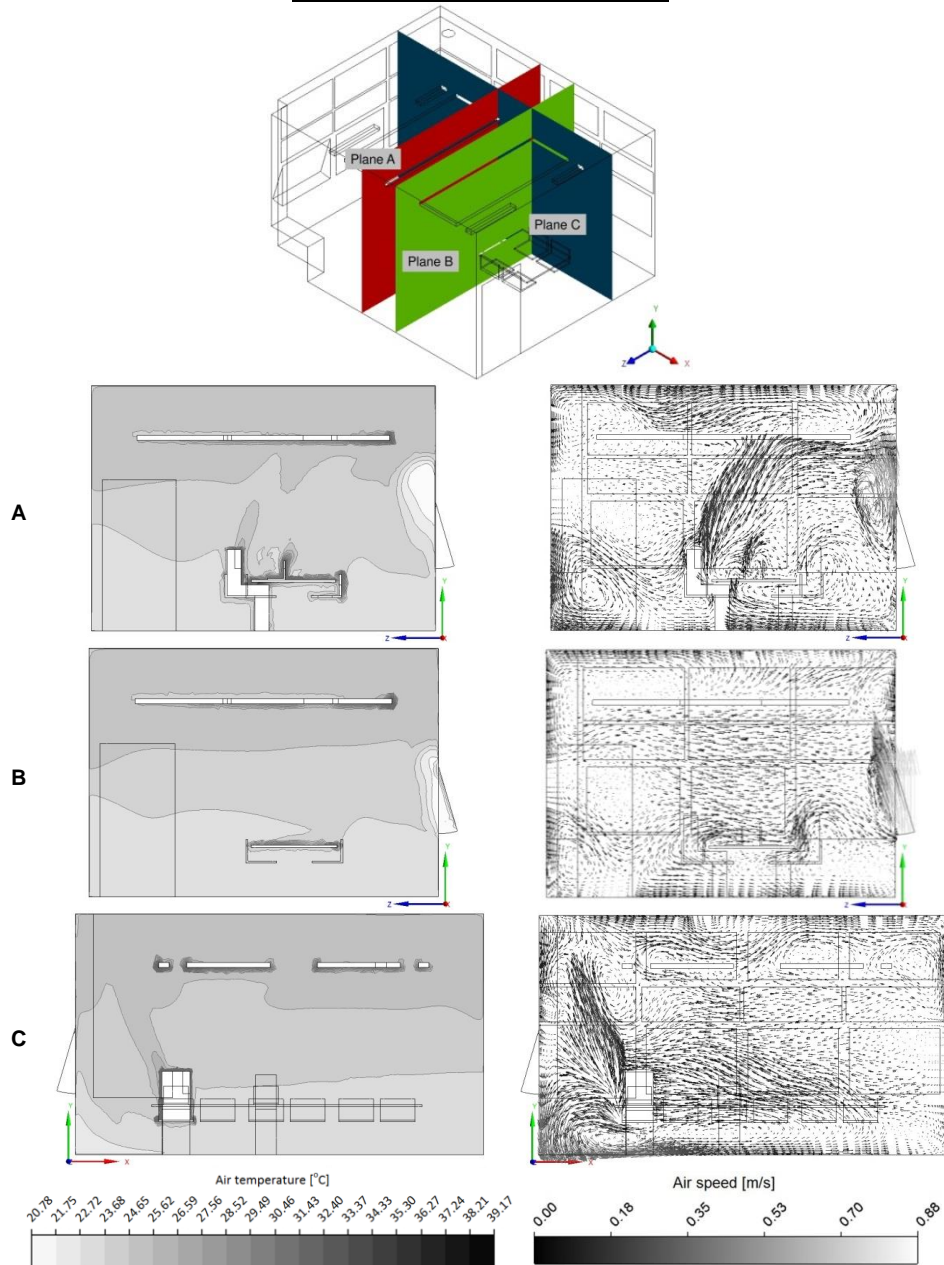 Plane A
Plane B
Plane C
Y
Z
X
A
Y
Z
X
Y
Z
X
B
Y
Z
X
Y
Z
X
C
Y
X
Y
X
Air temperature [°C]
20.78 21.75 22.72 23.68 24.65 25.62 26.59 27.56 28.52 29.49 30.46 31.43 32.40 33.37 34.33 35.30 36.27 37.24 38.21 39.17
Air speed [m/s]
0.00 0.18 0.35 0.53 0.70 0.88